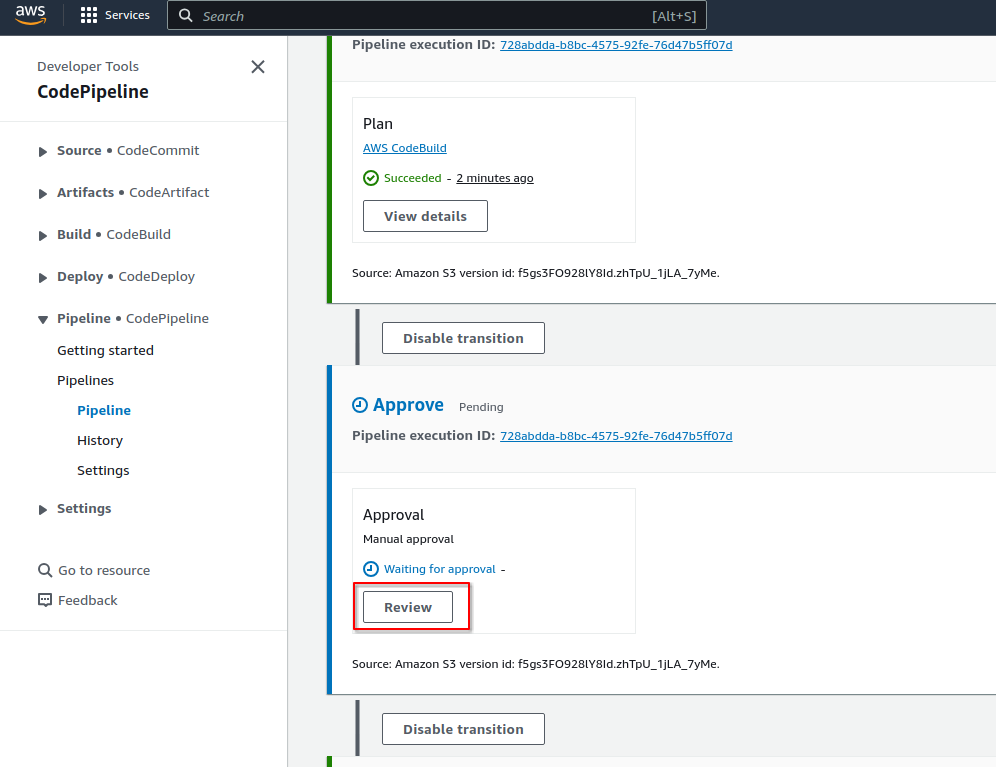 aws
Services
Search [Alt+S]
Developer Tools
CodePipeline
Source • CodeCommit
Artifacts • CodeArtifact
Build • CodeBuild
Deploy • CodeDeploy
Pipeline • CodePipeline
Getting started
Pipelines
Pipeline
History
Settings
Settings
Go to resource
Feedback
Pipeline execution ID: 728abdda-b8bc-4575-92fe-76d47b5ff07d
Plan
AWS CodeBuild
Succeeded - 2 minutes ago
View details
Source: Amazon S3 version id: f5gs3FO928lY8Id.zhTpU_1jLA_7yMe.
Disable transition
Approve Pending
Pipeline execution ID: 728abdda-b8bc-4575-92fe-76d47b5ff07d
Approval
Manual approval
Waiting for approval -
Review
Source: Amazon S3 version id: f5gs3FO928lY8Id.zhTpU_1jLA_7yMe.
Disable transition